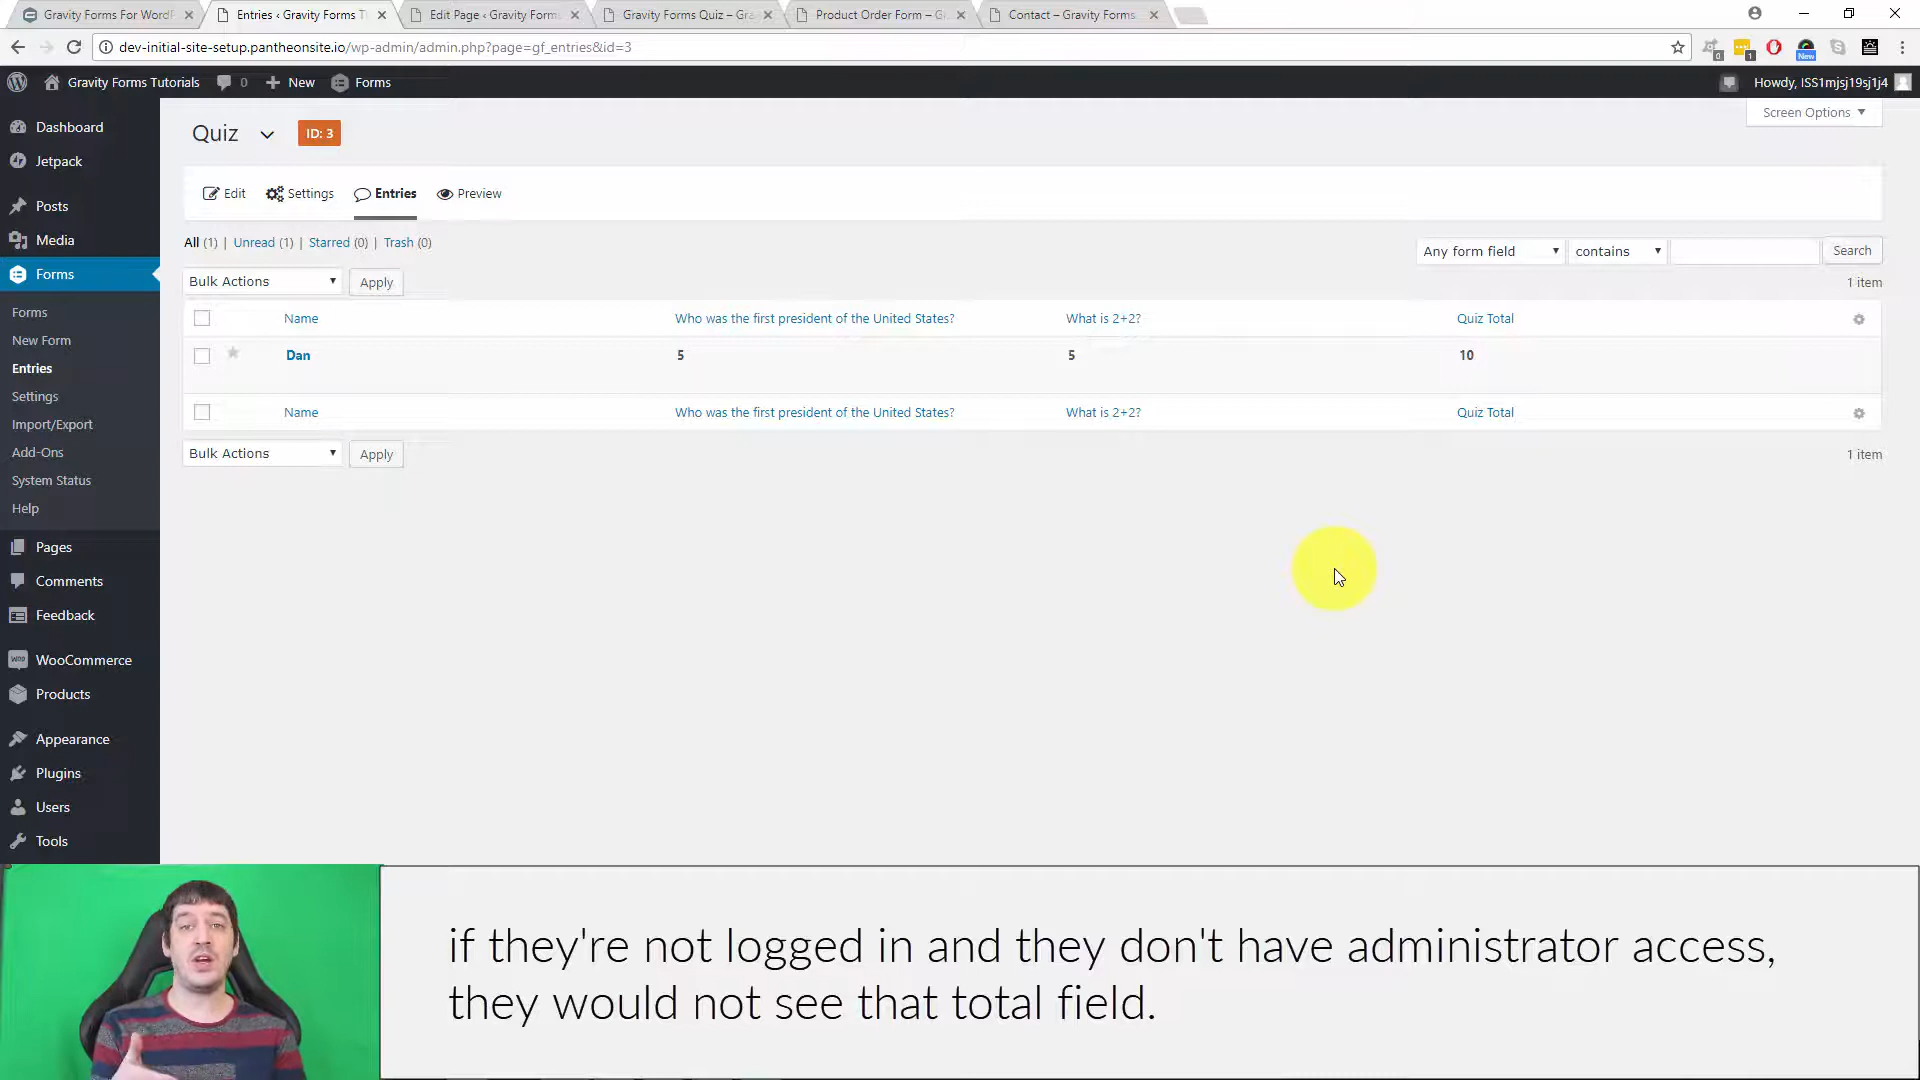 Gravity Forms For WordP
Entries ‹ Gravity Forms T
Edit Page ‹ Gravity Forms
Gravity Forms Quiz – Gra
Product Order Form – G
Contact – Gravity Forms
dev-initial-site-setup.pantheonsite.io/wp-admin/admin.php?page=gf_entries&id=3
0
1
New
Gravity Forms Tutorials
0
New
Forms
Howdy, ISS1mjsj19sj1j4
Dashboard
Jetpack
Posts
Media
Forms
Forms
New Form
Entries
Settings
Import/Export
Add-Ons
System Status
Help
Pages
Comments
Feedback
WooCommerce
Products
Appearance
Plugins
Users
Tools
Screen Options
Quiz
ID: 3
Edit
Settings
Entries
Preview
All (1) | Unread (1) | Starred (0) | Trash (0)
Any form field
contains
Search
Bulk Actions
Apply
1 item
Name
Who was the first president of the United States?
What is 2+2?
Quiz Total
Dan
5
5
10
Name
Who was the first president of the United States?
What is 2+2?
Quiz Total
Bulk Actions
Apply
1 item
if they're not logged in and they don't have administrator access,
they would not see that total field.